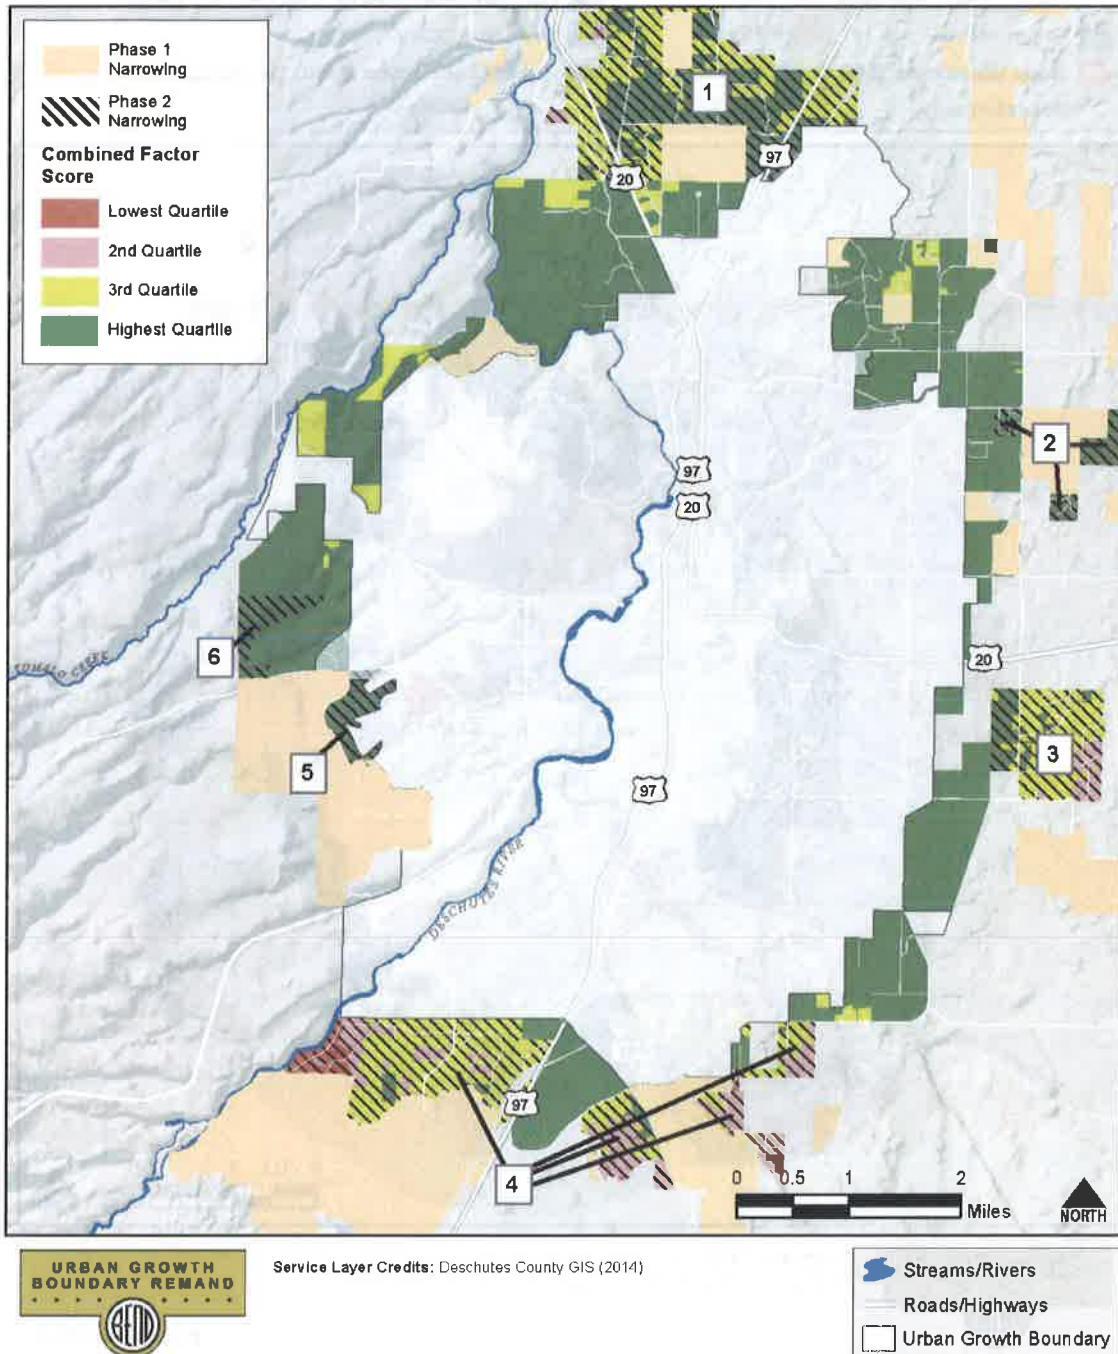 Phase 1
Narrowing
Phase 2
Narrowing
Combined Factor
Score
Lowest Quartile
2nd Quartile
3rd Quartile
Highest Quartile
1
97
20
2
97
20
6
TUMALO CREEK
20
5
3
97
DESCHUTES RIVER
97
4
0 0.5 1 2
Miles
NORTH
URBAN GROWTH
BOUNDARY REMAND
BEND
Service Layer Credits: Deschutes County GIS (2014)
Streams/Rivers
Roads/Highways
Urban Growth Boundary